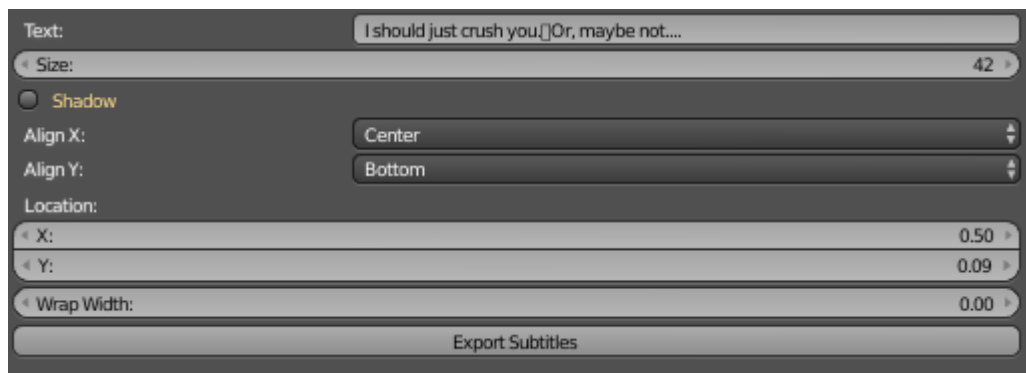 Text: I should just crush you.▯Or, maybe not....
Size: 42
Shadow
Align X: Center
Align Y: Bottom
Location:
X: 0.50
Y: 0.09
Wrap Width: 0.00
Export Subtitles